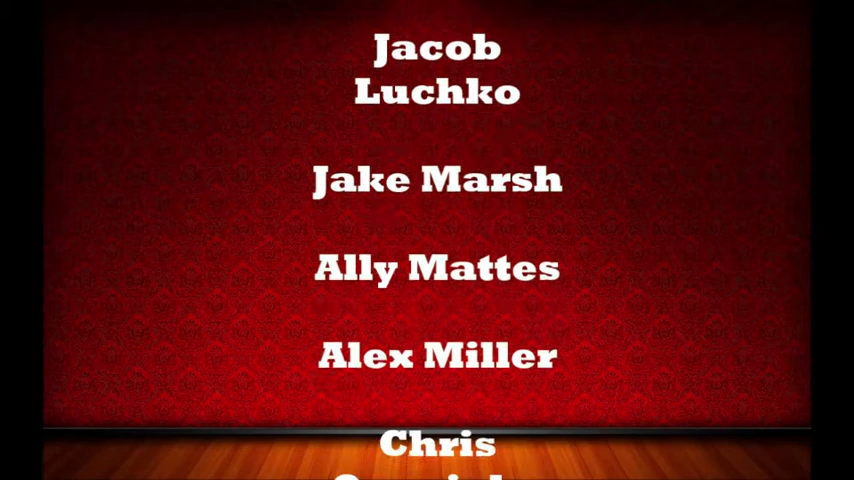 Jacob
Luchko
Jake Marsh
Ally Mattes
Alex Miller
Chris